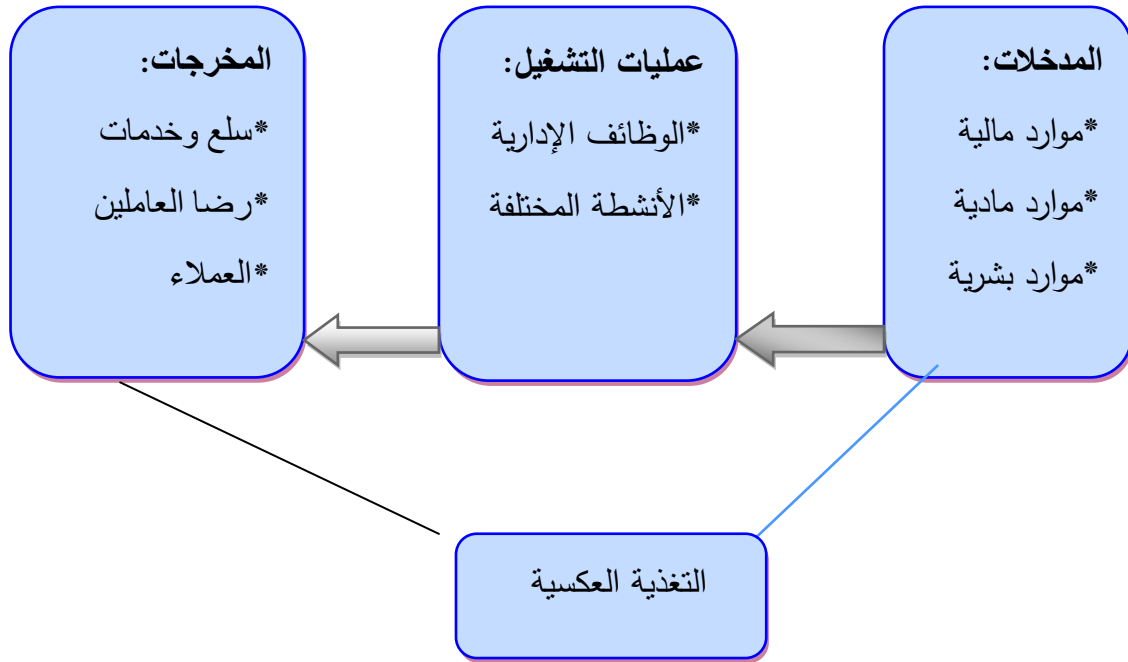 المدخلات:
*موارد مالية
*موارد مادية
*موارد بشرية
عمليات التشغيل:
*الوظائف الإدارية
*الأنشطة المختلفة
المخرجات:
*سلع وخدمات
*رضا العاملين
*العملاء
التغذية العكسية